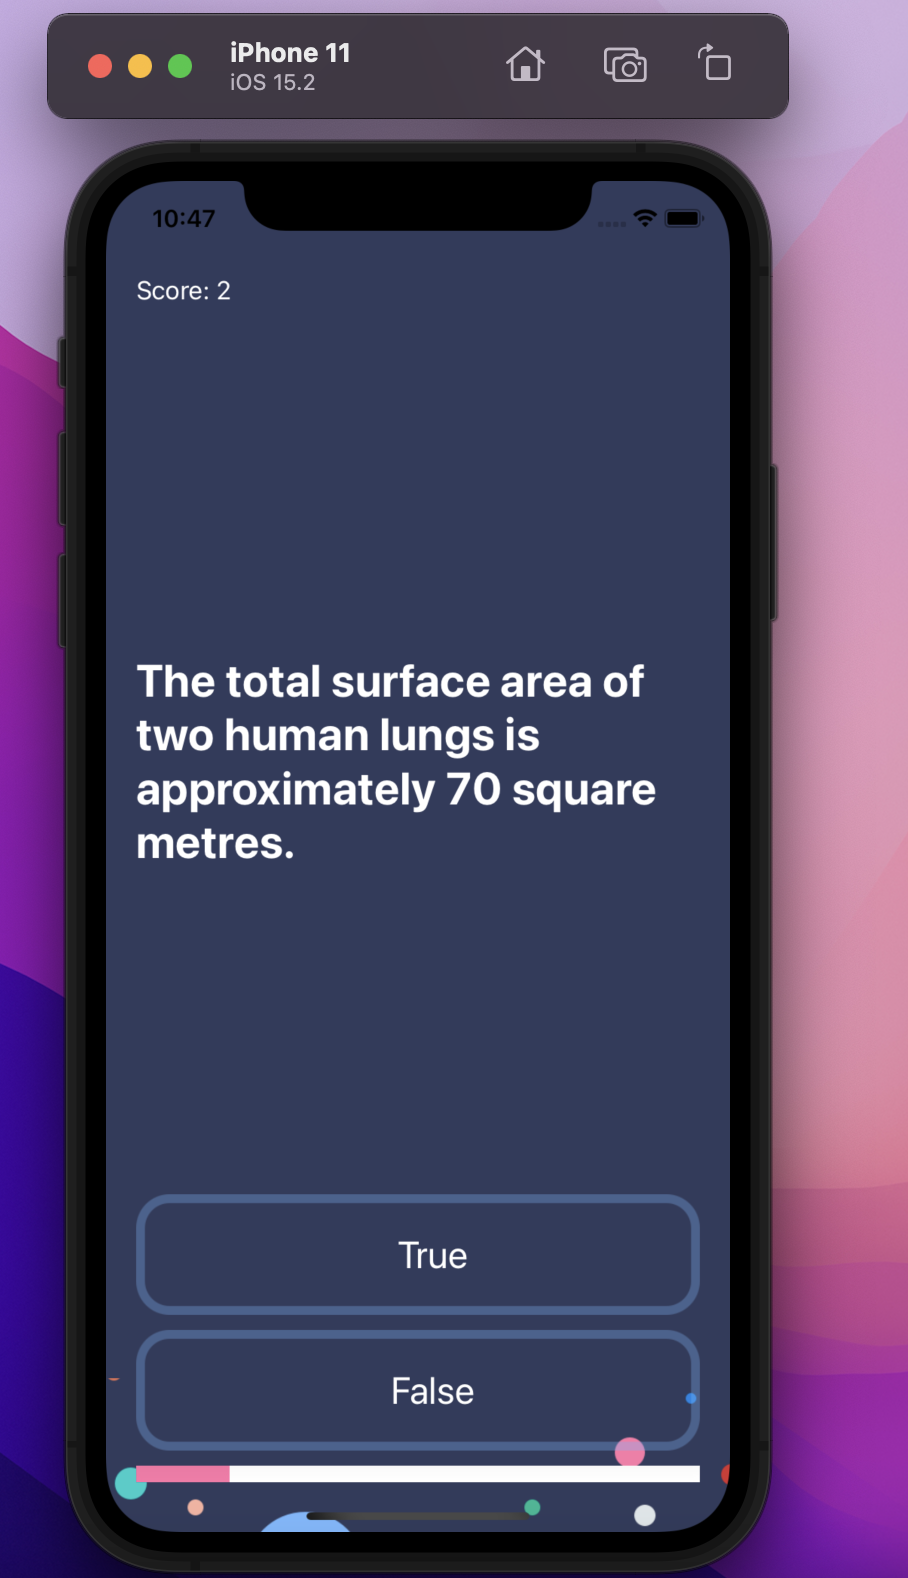 iPhone 11
iOS 15.2
10:47
Score: 2
The total surface area of
two human lungs is
approximately 70 square
metres.
True
False